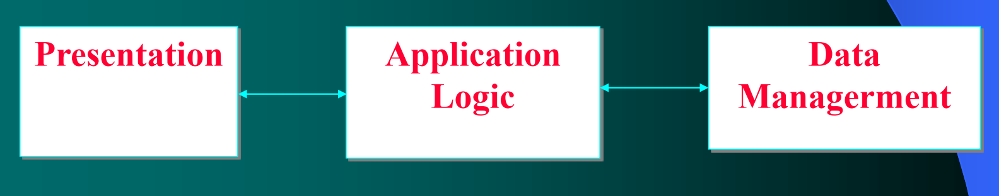 Presentation
Application
Logic
Data
Managerment